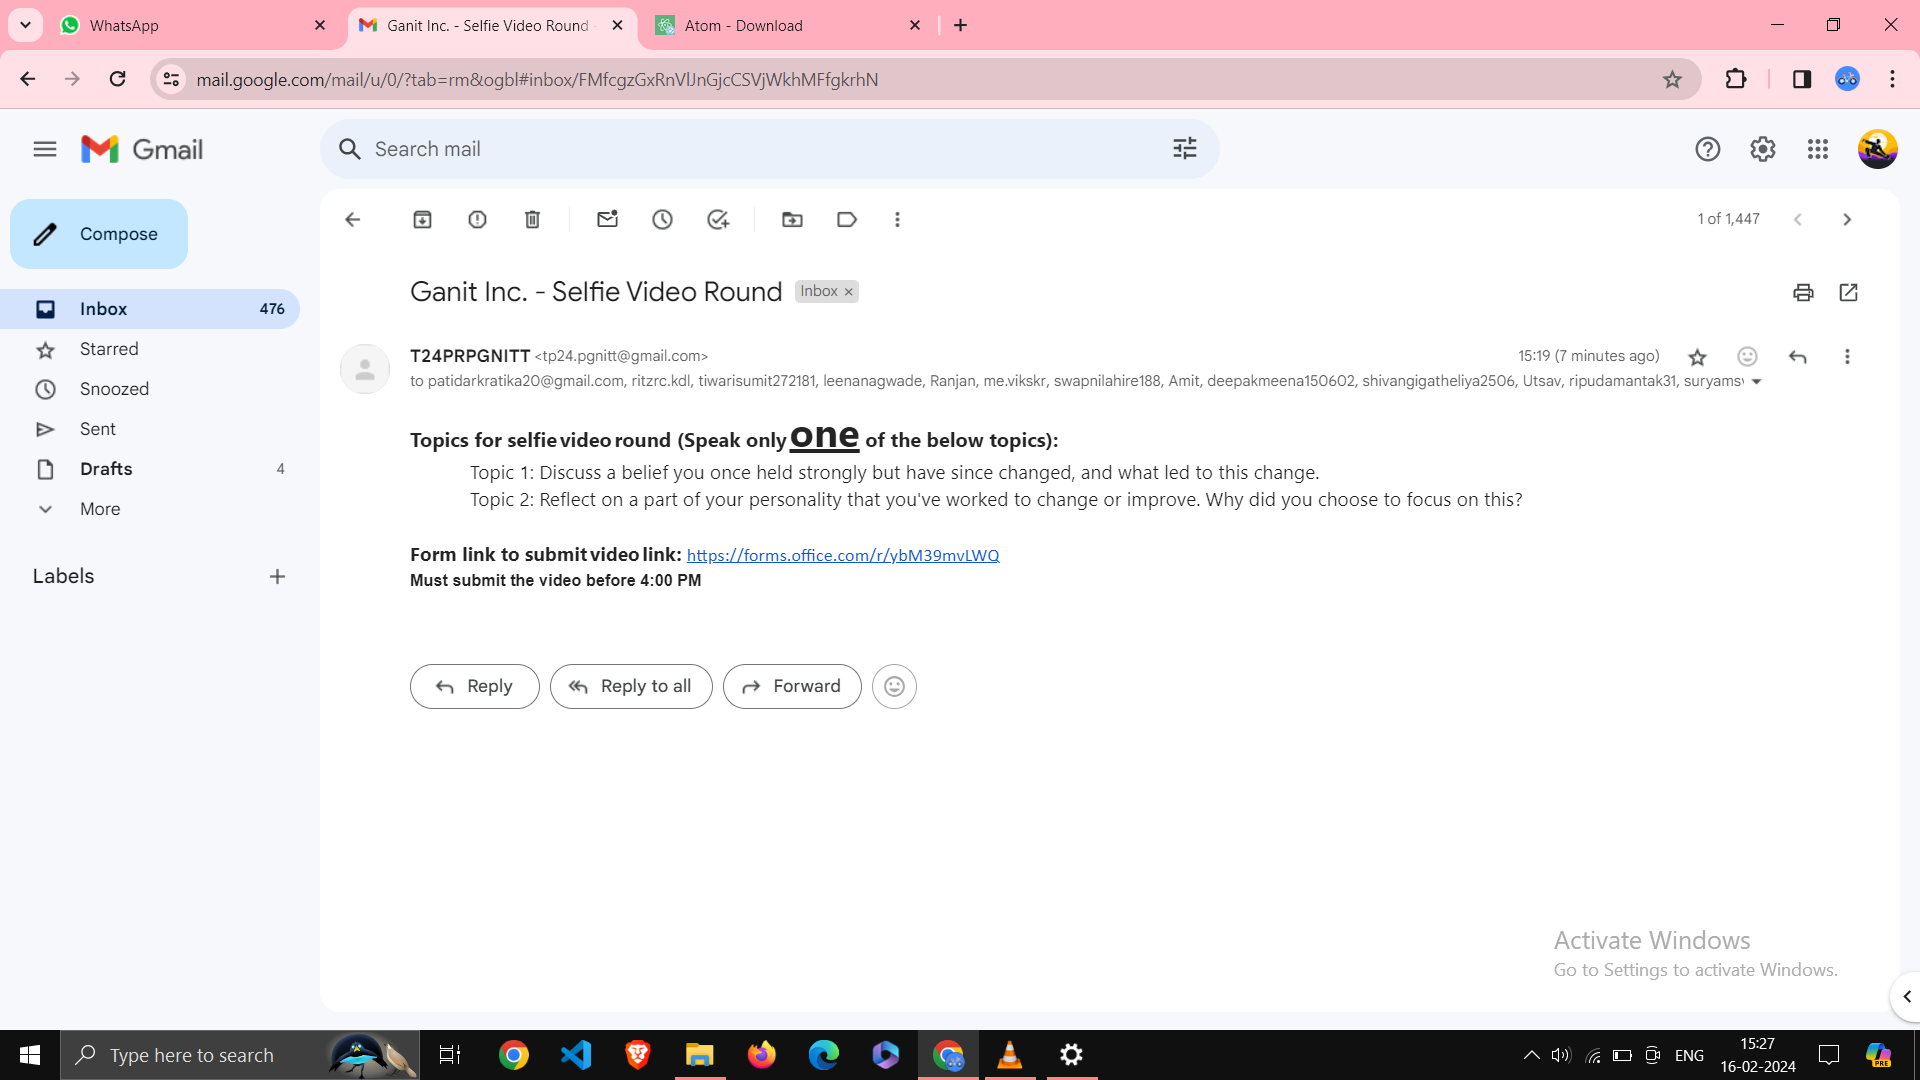 WhatsApp
Ganit Inc. - Selfie Video Round
Atom - Download
mail.google.com/mail/u/0/?tab=rm&ogbl#inbox/FMfcgzGxRnVlJnGjcCSVjWkhMFfgkrhN
Gmail
Search mail
Compose
Inbox 476
Starred
Snoozed
Sent
Drafts 4
More
Labels
1 of 1,447
Ganit Inc. - Selfie Video Round Inbox
T24PRPGNITT <tp24.pgnitt@gmail.com> 15:19 (7 minutes ago)
to patidarkratika20@gmail.com, ritzrc.kdl, tiwarisumit272181, leenanagwade, Ranjan, me.vikskr, swapnilahire188, Amit, deepakmeena150602, shivangigatheliya2506, Utsav, ripudamantak31,
Topics for selfie video round (Speak only one of the below topics):
Topic 1: Discuss a belief you once held strongly but have since changed, and what led to this change.
Topic 2: Reflect on a part of your personality that you've worked to change or improve. Why did you choose to focus on this?
Form link to submit video link: https://forms.office.com/r/ybM39mvLWQ
Must submit the video before 4:00 PM
Reply
Reply to all
Forward
Activate Windows
Go to Settings to activate Windows.
Type here to search
ENG
15:27
16-02-2024
PRE